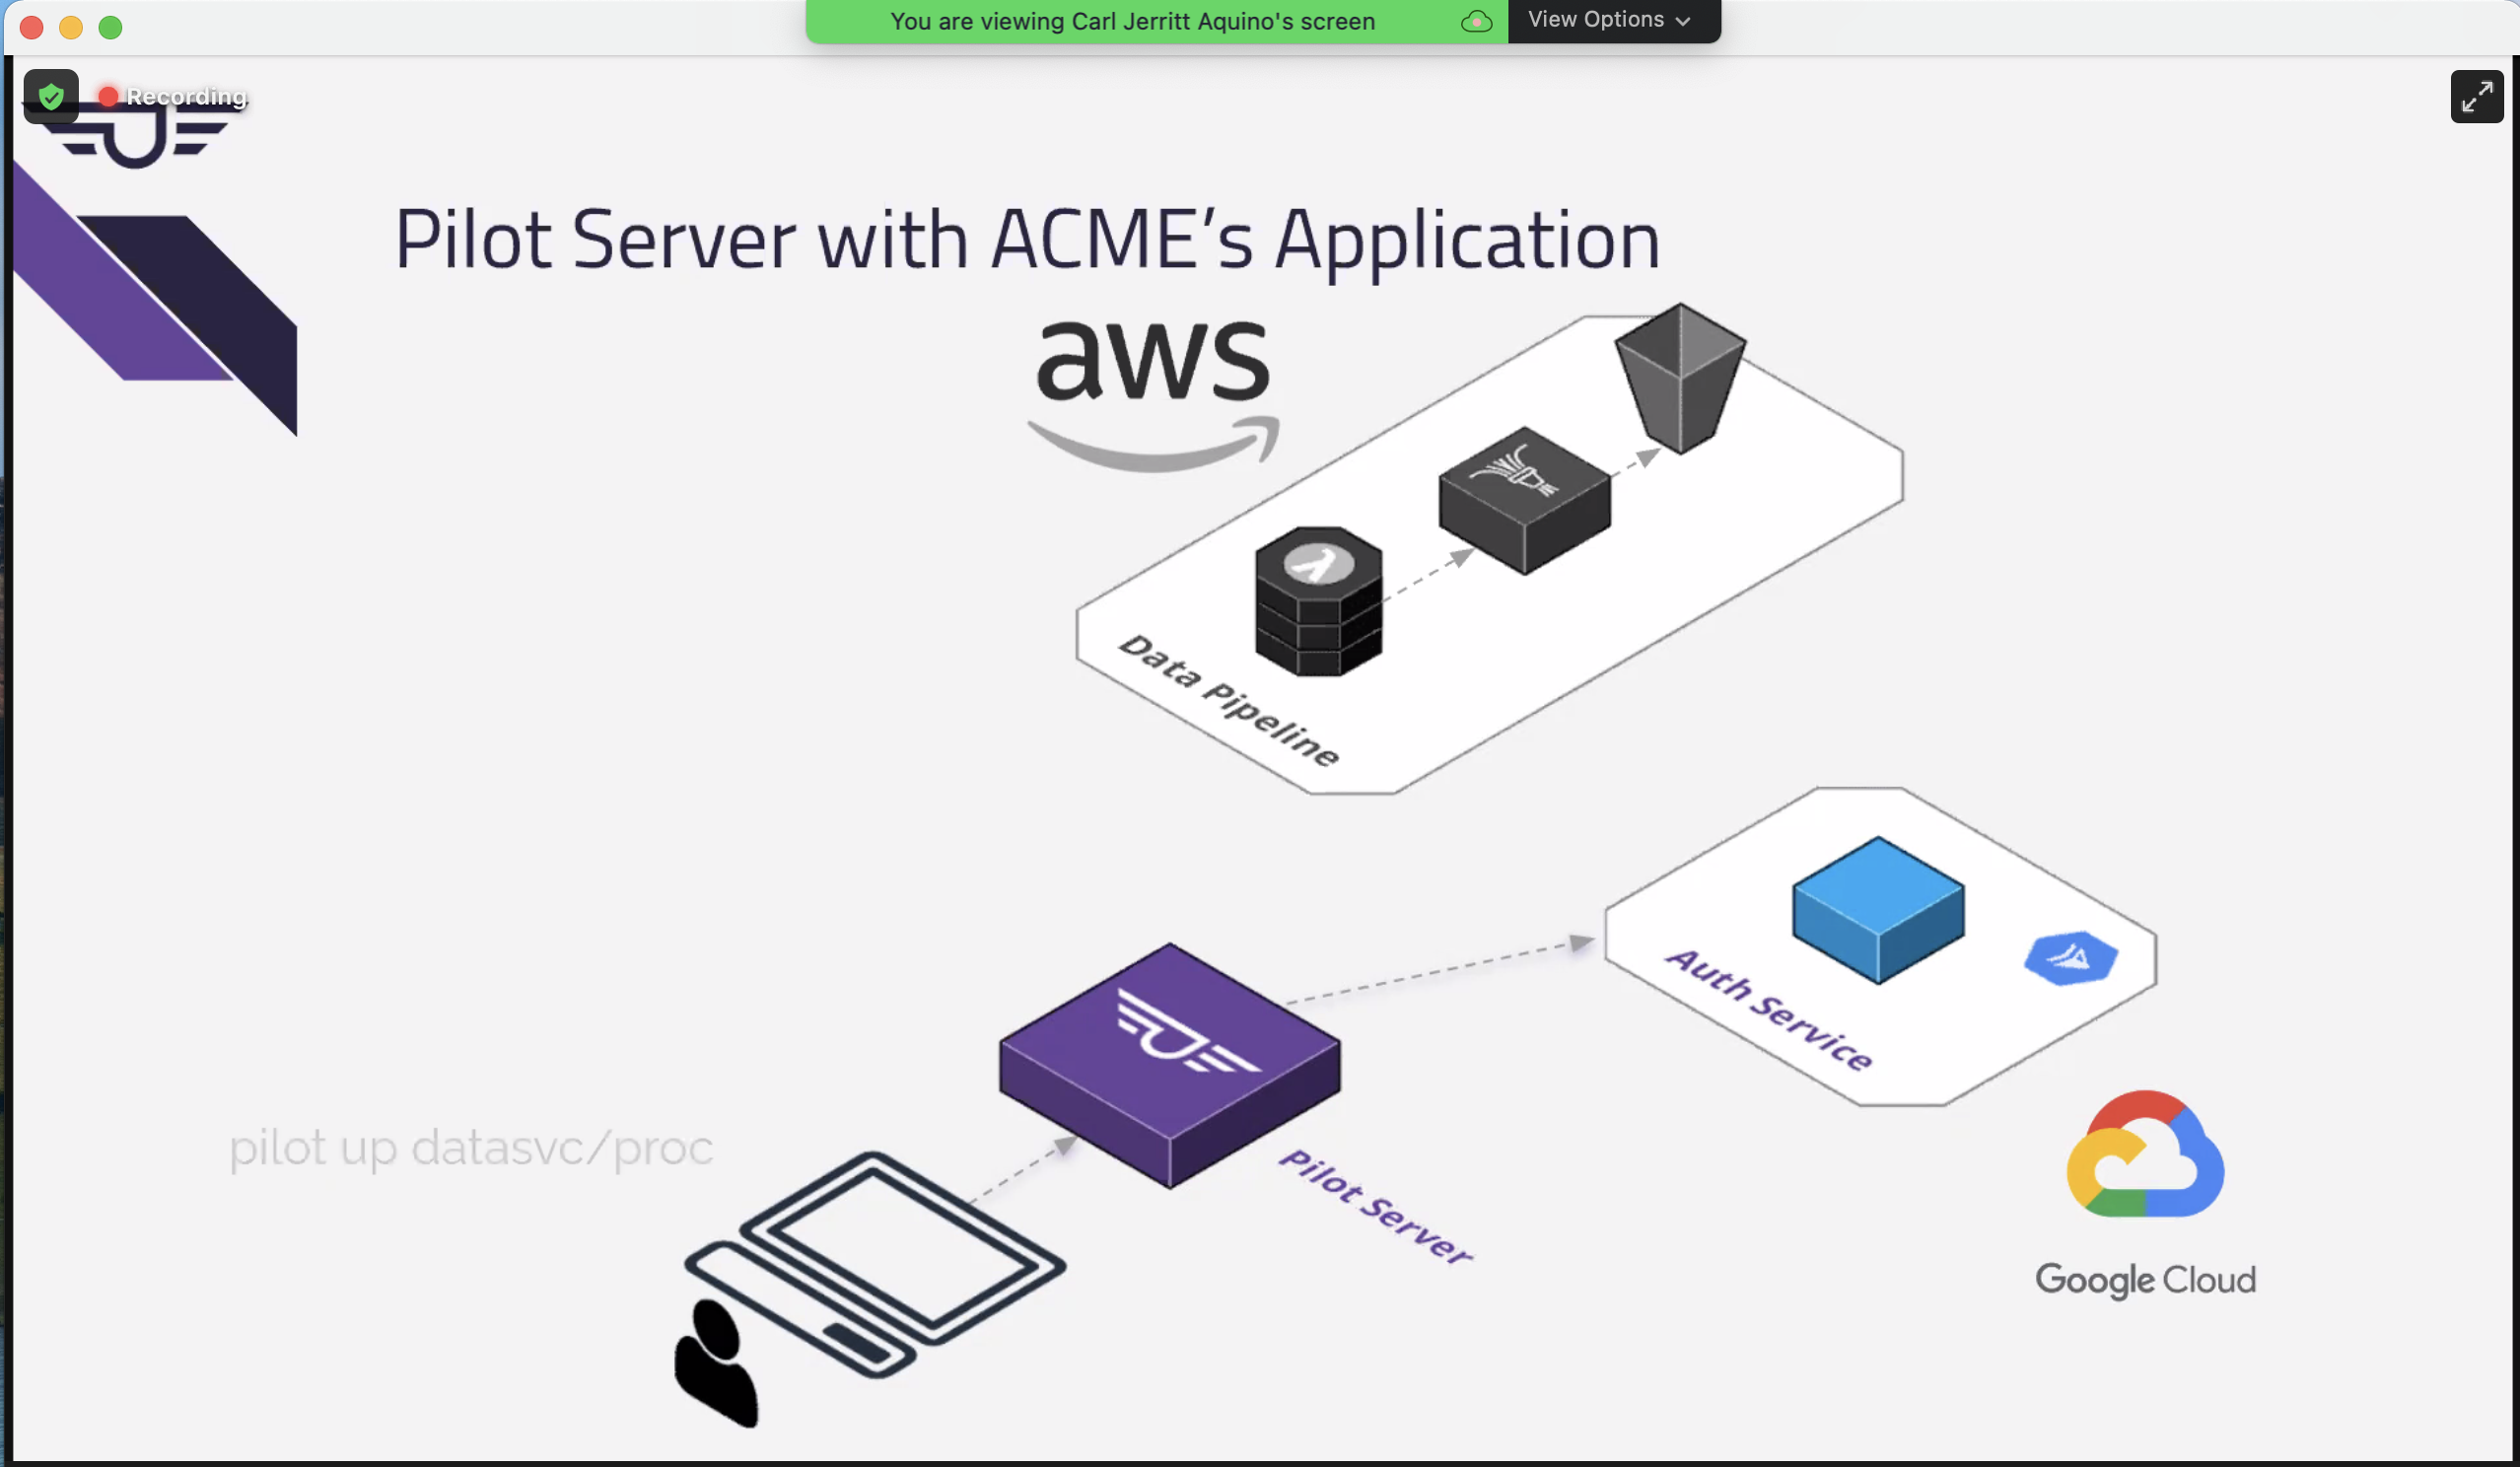 You are viewing Carl Jerritt Aquino's screen
View Options
Recording
Pilot Server with ACME’s Application
aws
Data Pipeline
Auth Service
pilot up datasvc/proc
Pilot Server
Google Cloud